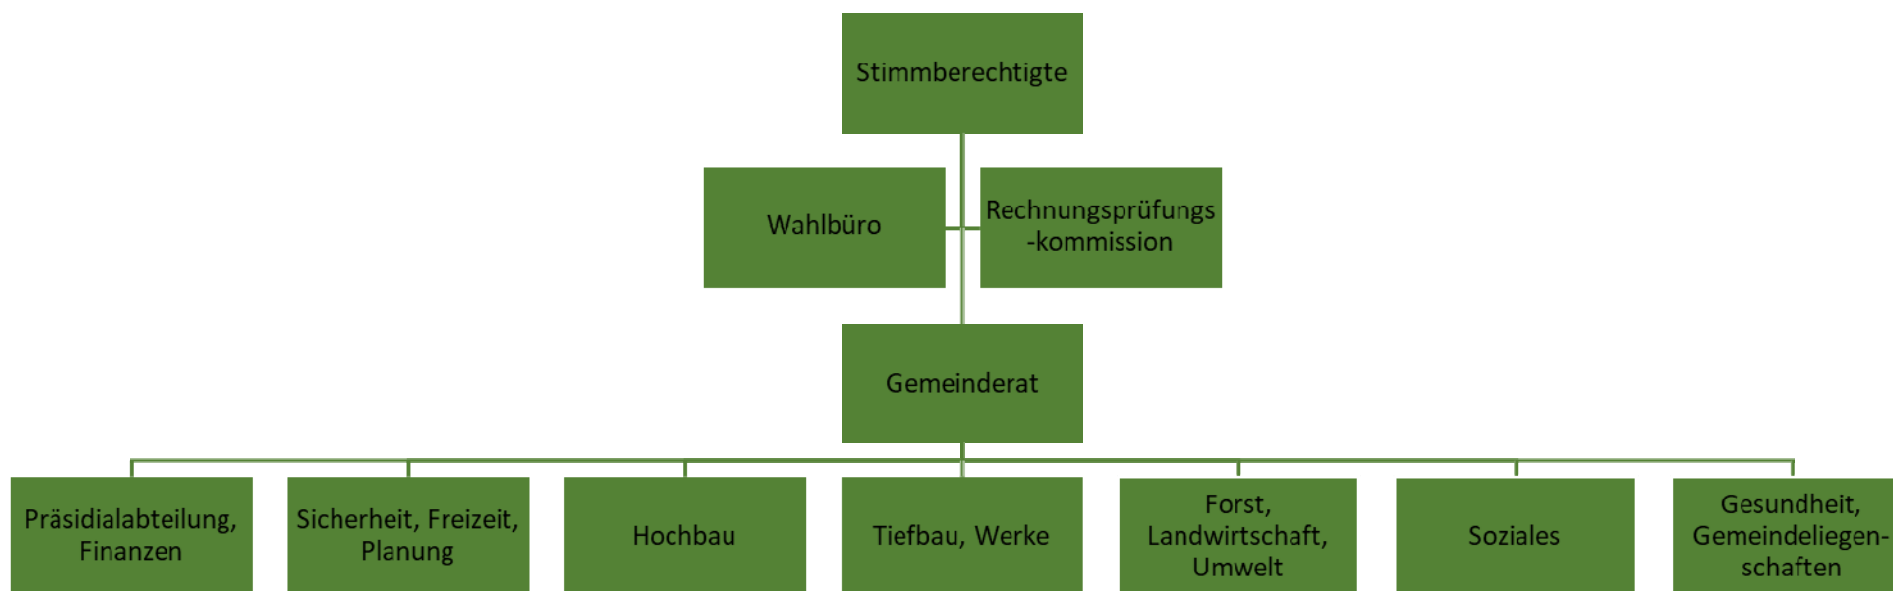 Stimmberechtigte
Wahlbüro
Rechnungsprüfungs
-kommission
Gemeinderat
Präsidialabteilung,
Finanzen
Sicherheit, Freizeit,
Planung
Hochbau
Tiefbau, Werke
Forst,
Landwirtschaft,
Umwelt
Soziales
Gesundheit,
Gemeindeliegen-
schaften